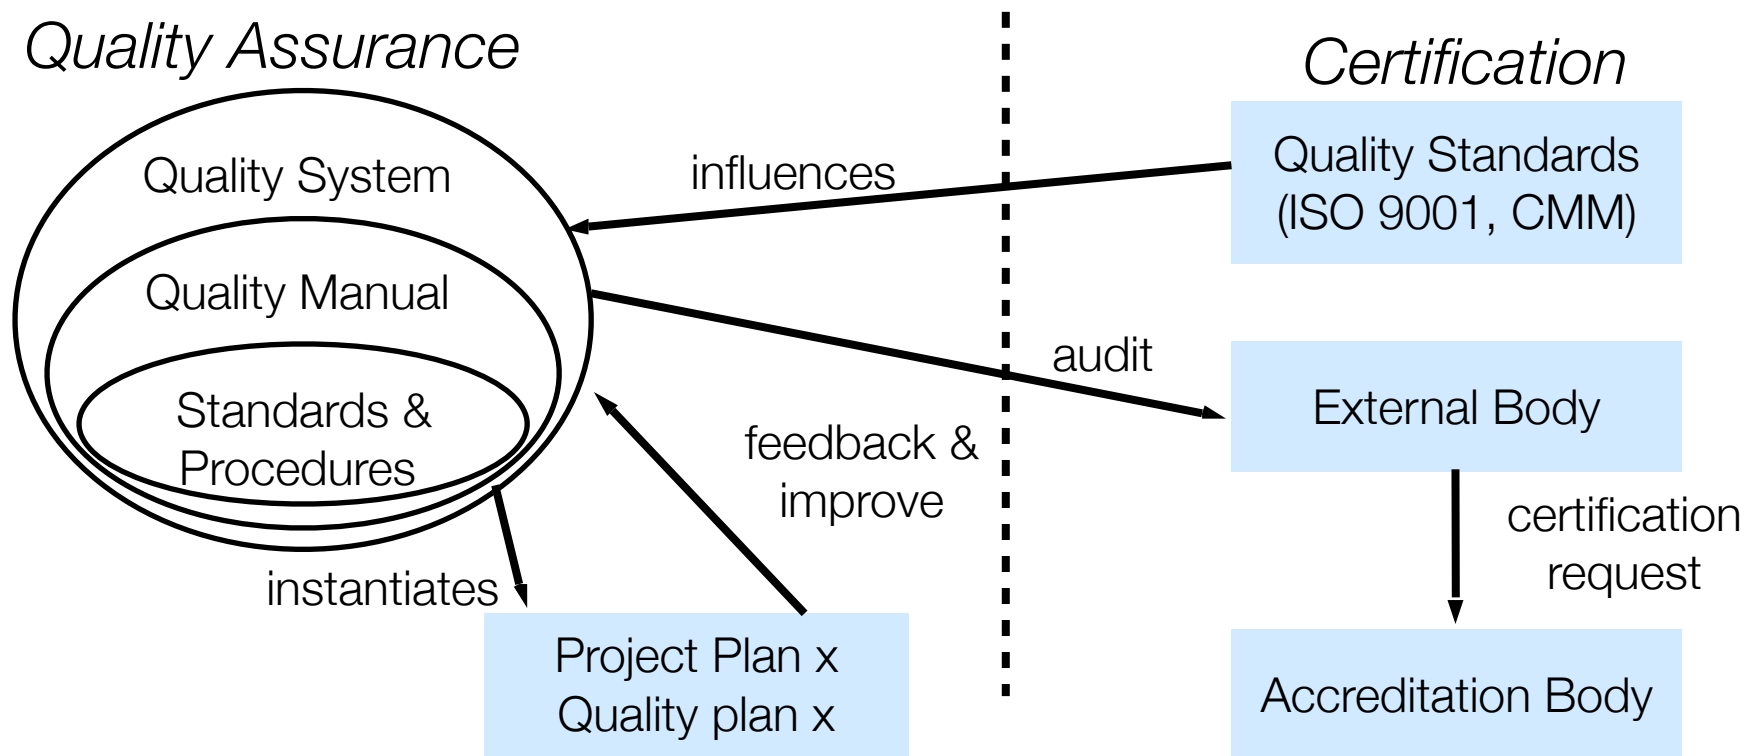 Quality Assurance
Certification
Quality System
Quality Manual
Standards &
Procedures
influences
Quality Standards
(ISO 9001, CMM)
audit
External Body
feedback &
improve
certification
request
instantiates
Project Plan x
Quality plan x
Accreditation Body